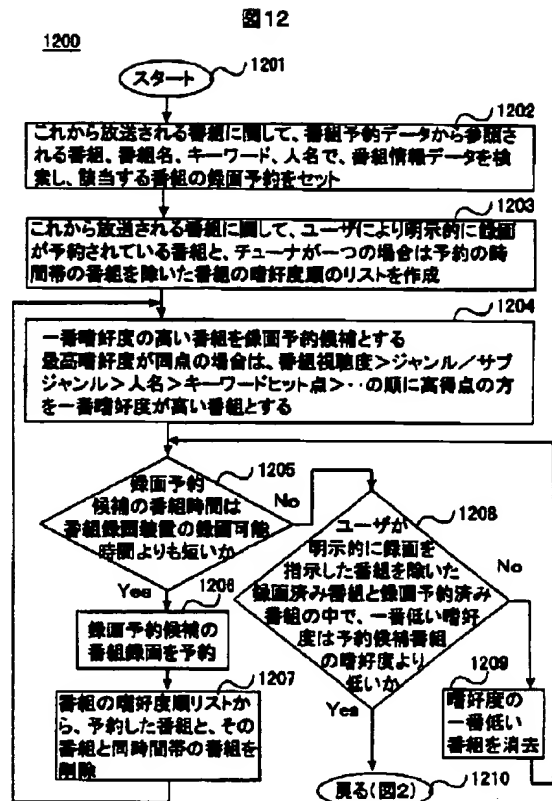 図12
1200
スタート
1201
1202
これから放送される番組に関して、番組予約データから参照さ
れる番組、番組名、キーワード、人名で、番組情報データを検
索し、該当する番組の録画予約をセット
1203
これから放送される番組に関して、ユーザにより明示的に録画
が予約されている番組と、チューナが一つの場合は予約の時
間帯の番組を除いた番組の嗜好度順のリストを作成
1204
一番嗜好度の高い番組を録画予約候補とする
最高嗜好度が同点の場合は、番組視聴度>ジャンル/サブ
ジャンル>人名>キーワードヒット点>‥の順に高得点の方
を一番嗜好度が高い番組とする
1205
録画予約
候補の番組時間は
番組録画装置の録画可能
時間よりも短いか
No
Yes
1206
録画予約候補の
番組録画を予約
1207
番組の嗜好度順リストか
ら、予約した番組と、その
番組と同時間帯の番組を
削除
1208
ユーザが
明示的に録画を
指示した番組を除いた
録画済み番組と録画予約済み
番組の中で、一番低い嗜好
度は予約候補番組
の嗜好度より
低いか
No
Yes
1209
嗜好度の
一番低い
番組を消去
戻る(図2)
1210